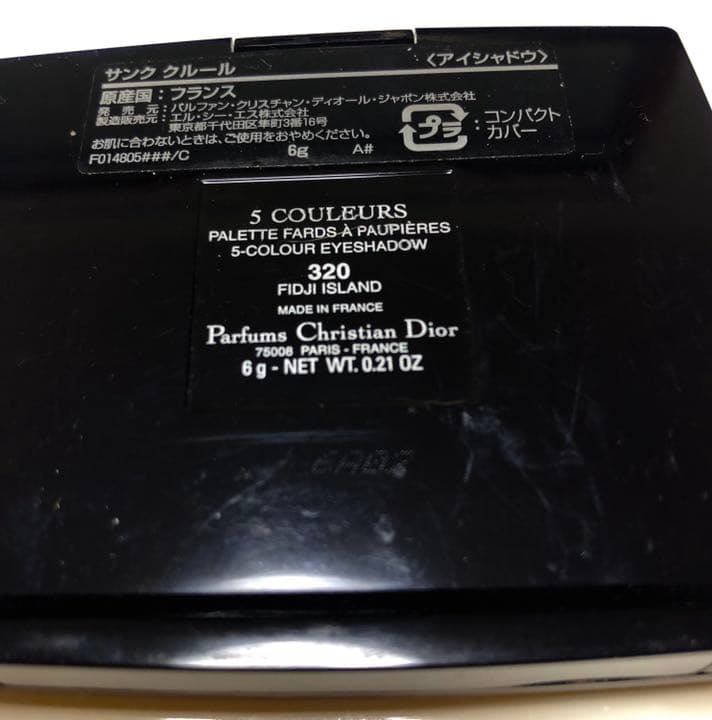 サンク クルール 〈アイシャドウ〉
原産国：フランス
発 売 元：パルファン・クリスチャン・ディオール・ジャポン株式会社
製造販売元：エル・シー・エス株式会社
東京都千代田区隼町3番16号
お肌に合わないときは、ご使用をおやめください。
F014805###/C 6g A#
プラ ：コンパクト
カバー
5 COULEURS
PALETTE FARDS À PAUPIÈRES
5-COLOUR EYESHADOW
320
FIDJI ISLAND
MADE IN FRANCE
Parfums Christian Dior
75008 PARIS - FRANCE
6 g - NET WT. 0.21 OZ